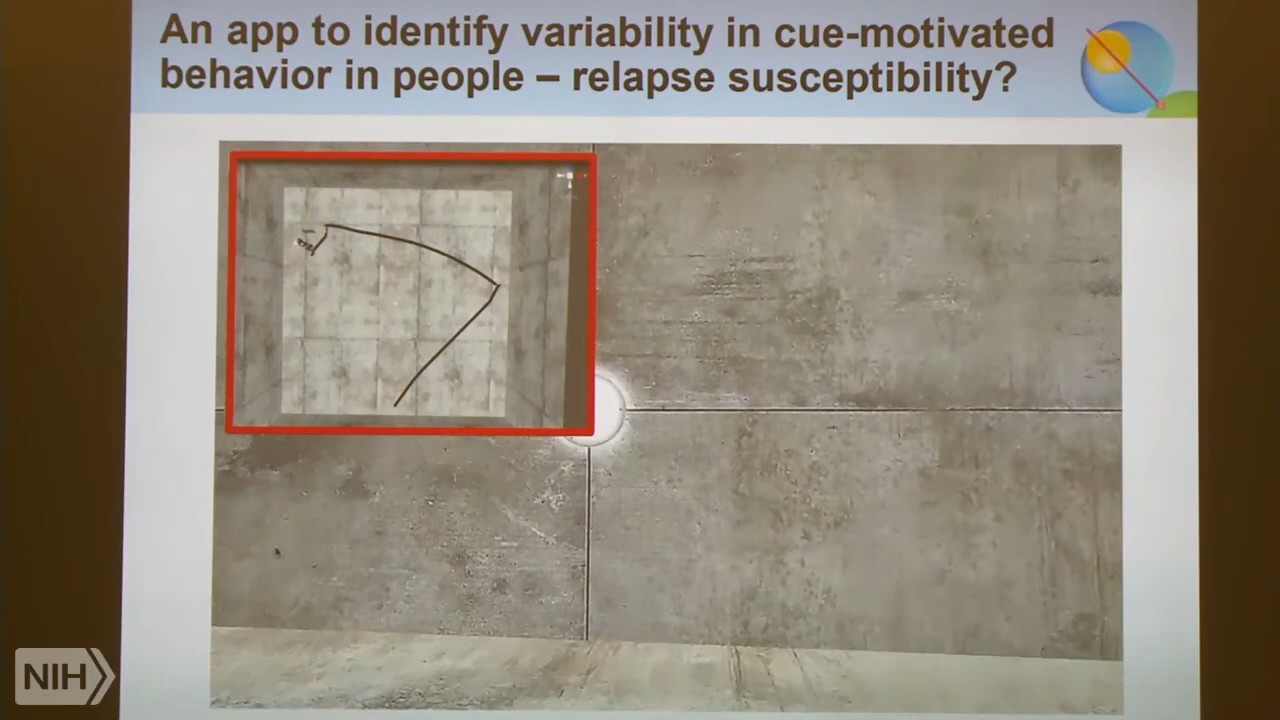 An app to identify variability in cue-motivated
behavior in people – relapse susceptibility?
NIH